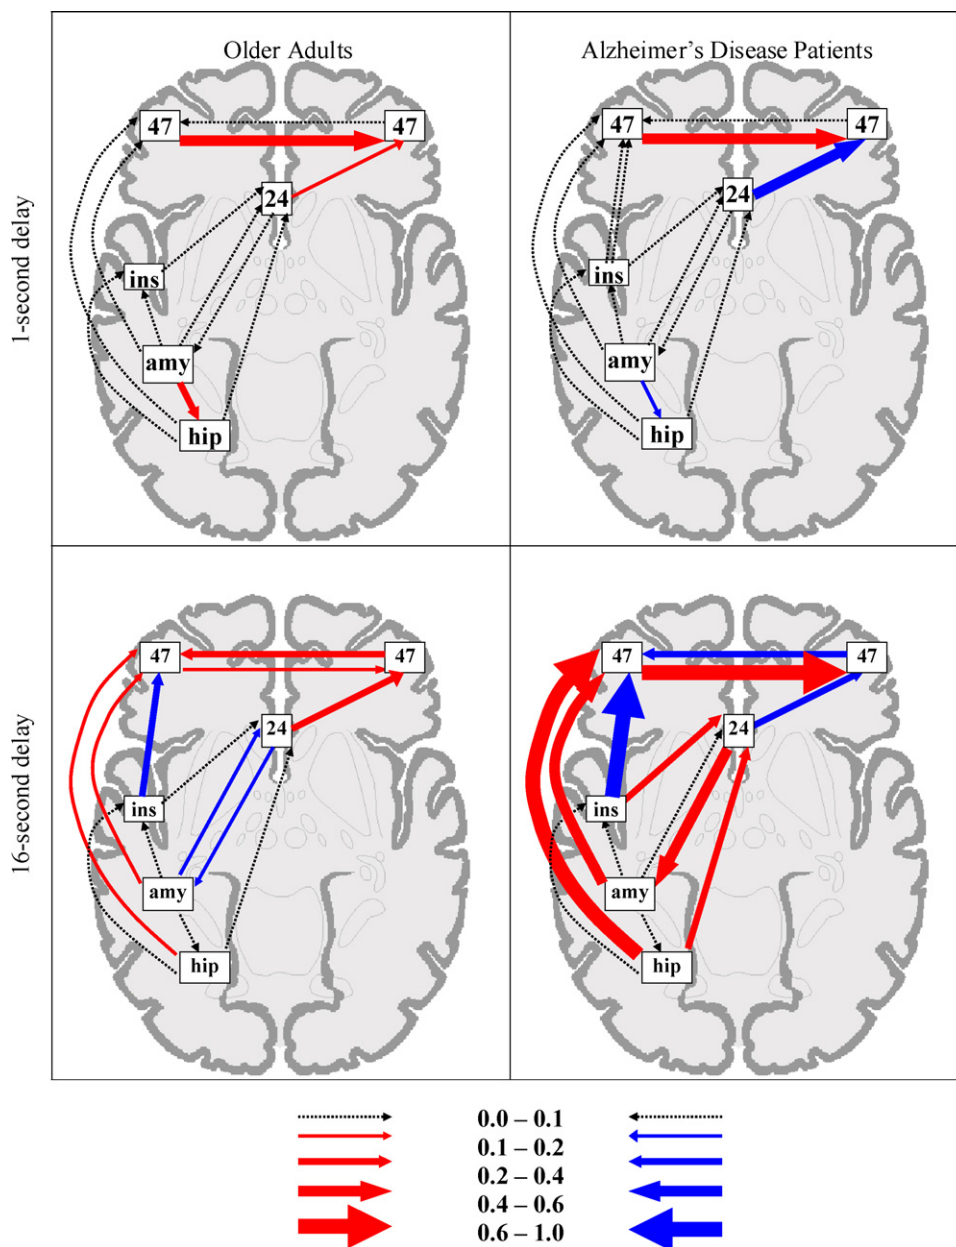 Older Adults
Alzheimer's Disease Patients
1-second delay
47
47
24
ins
amy
hip
47
47
24
ins
amy
hip
16-second delay
47
47
24
ins
amy
hip
47
47
24
ins
amy
hip
0.0 – 0.1
0.1 – 0.2
0.2 – 0.4
0.4 – 0.6
0.6 – 1.0